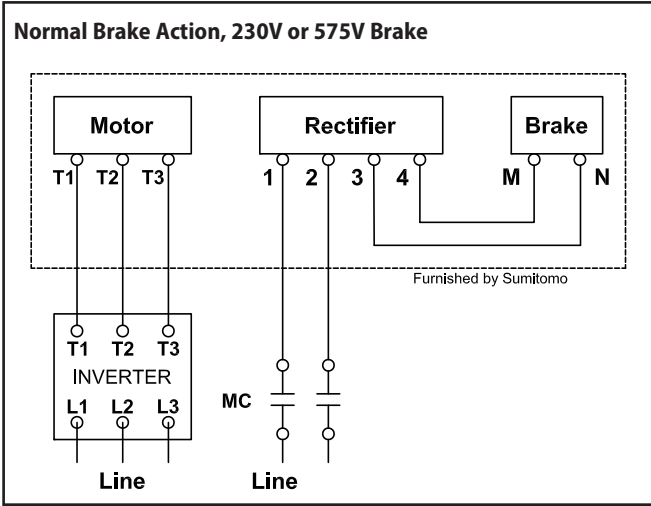 Normal Brake Action, 230V or 575V Brake
Motor Rectifier Brake
T1 T2 T3 1 2 3 4 M N
Furnished by Sumitomo
T1 T2 T3
INVERTER
L1 L2 L3
MC
Line Line